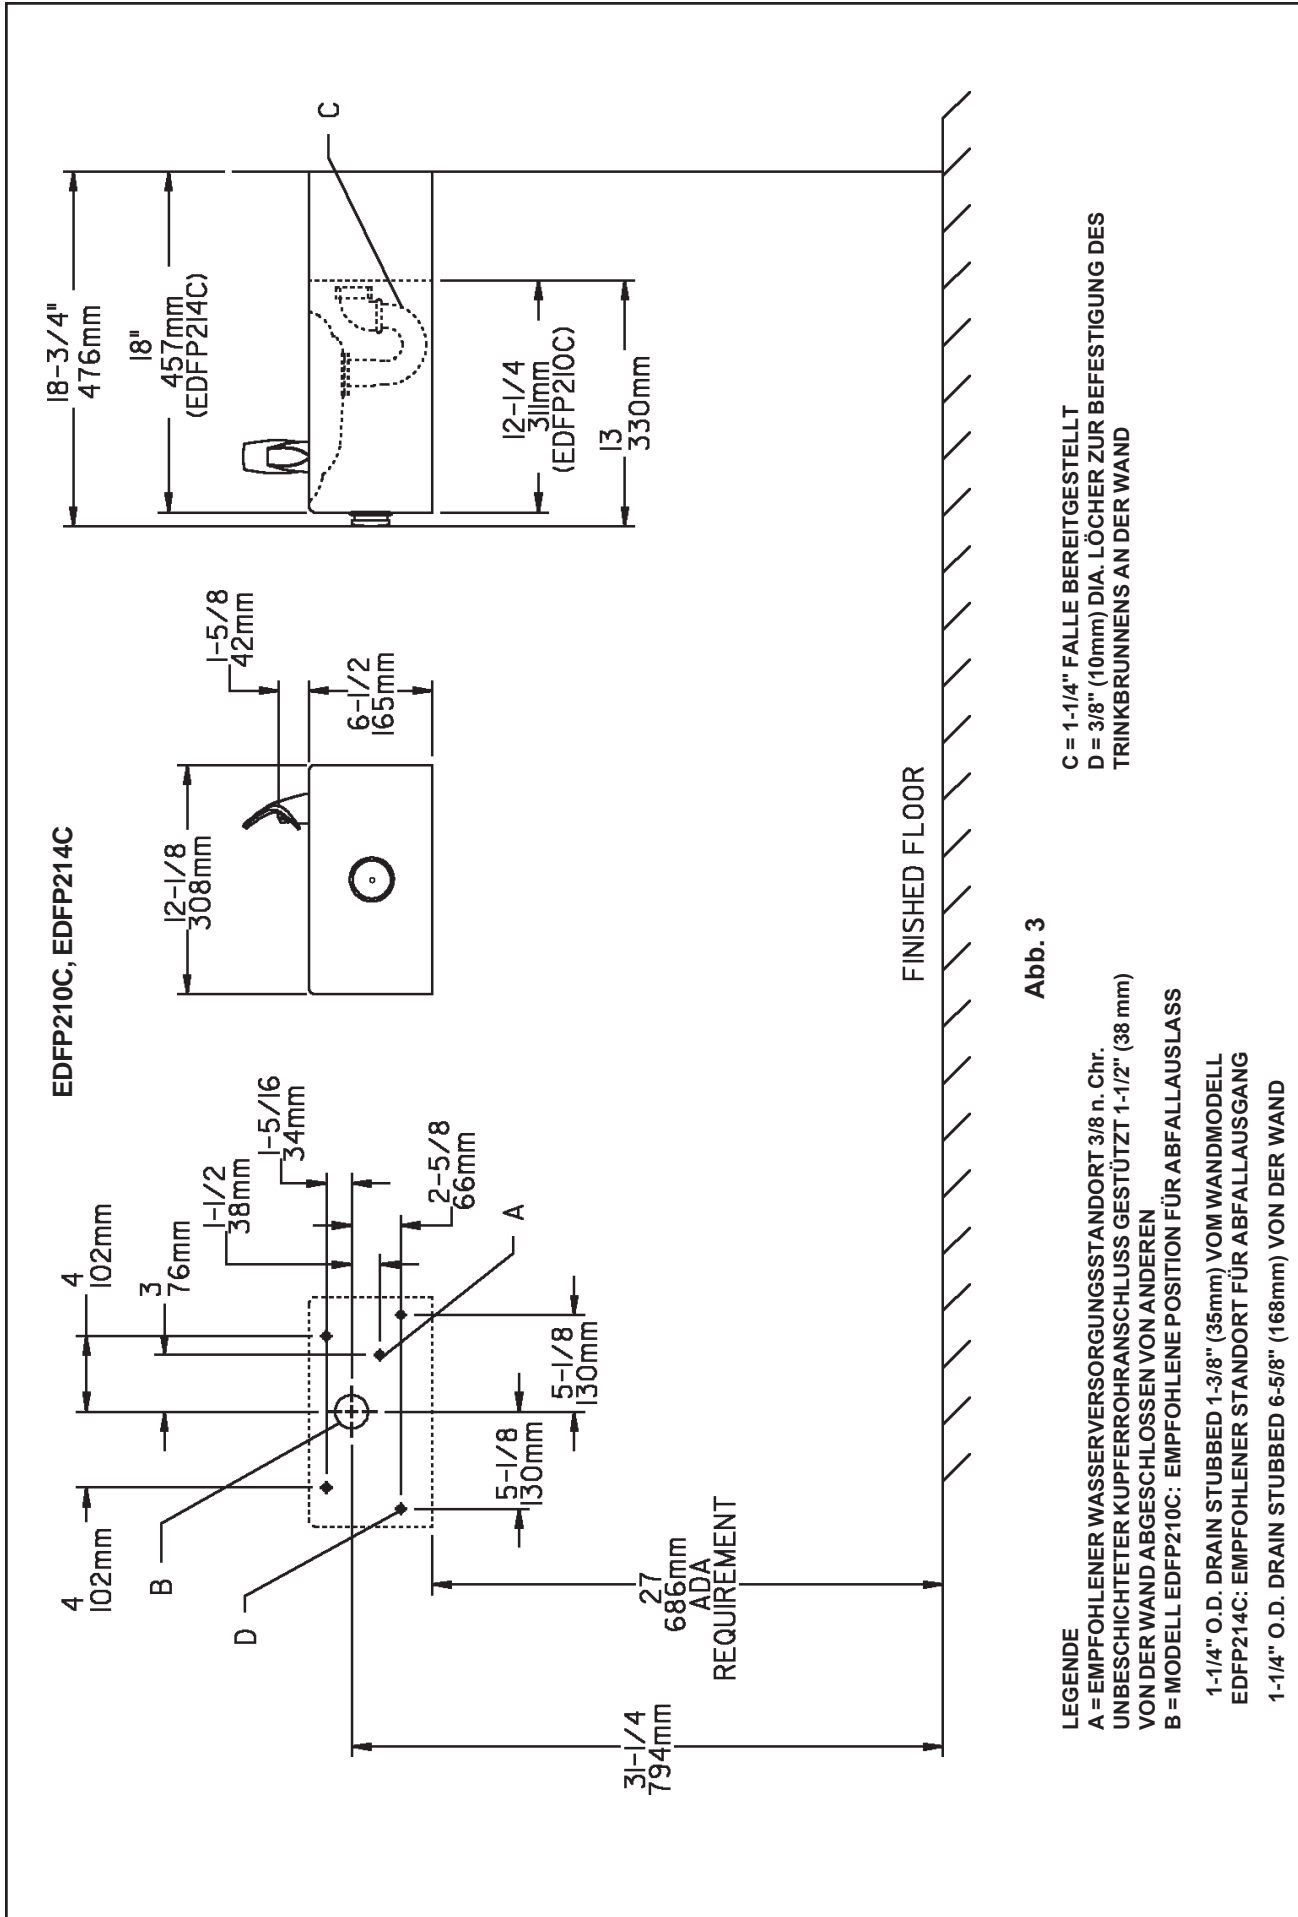 EDFP210C, EDFP214C
4
102mm
4
102mm
3
76mm
1-1/2
38mm
1-5/16
34mm
2-5/8
66mm
A
B
D
5-1/8
130mm
5-1/8
130mm
27
686mm
ADA
REQUIREMENT
31-1/4
794mm
12-1/8
308mm
1-5/8
42mm
6-1/2
165mm
18-3/4"
476mm
18"
457mm
(EDFP214C)
C
12-1/4
311mm
(EDFP210C)
13
330mm
FINISHED FLOOR
Abb. 3
LEGENDE
A = EMPFOHLENER WASSERVERSORGUNGSSTANDORT 3/8 n. Chr.
UNBESCHICHTETER KUPFERROHRANSCHLUSS GESTÜTZT 1-1/2" (38 mm)
VON DER WAND ABGESCHLOSSEN VON ANDEREN
B = MODELL EDFP210C: EMPFOHLENE POSITION FÜR ABFALLAUSLASS
1-1/4" O.D. DRAIN STUBBED 1-3/8" (35mm) VOM WANDMODELL
EDFP214C: EMPFOHLENER STANDORT FÜR ABFALLAUSGANG
1-1/4" O.D. DRAIN STUBBED 6-5/8" (168mm) VON DER WAND
C = 1-1/4" FALLE BEREITGESTELLT
D = 3/8" (10mm) DIA. LÖCHER ZUR BEFESTIGUNG DES
TRINKBRUNNENS AN DER WAND